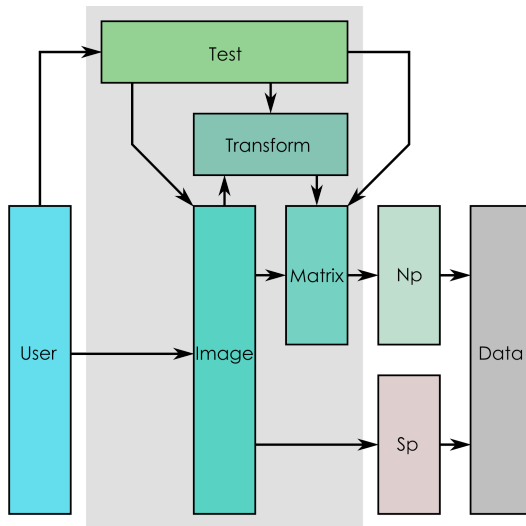 Test
Transform
Matrix
Np
User
Image
Data
Sp